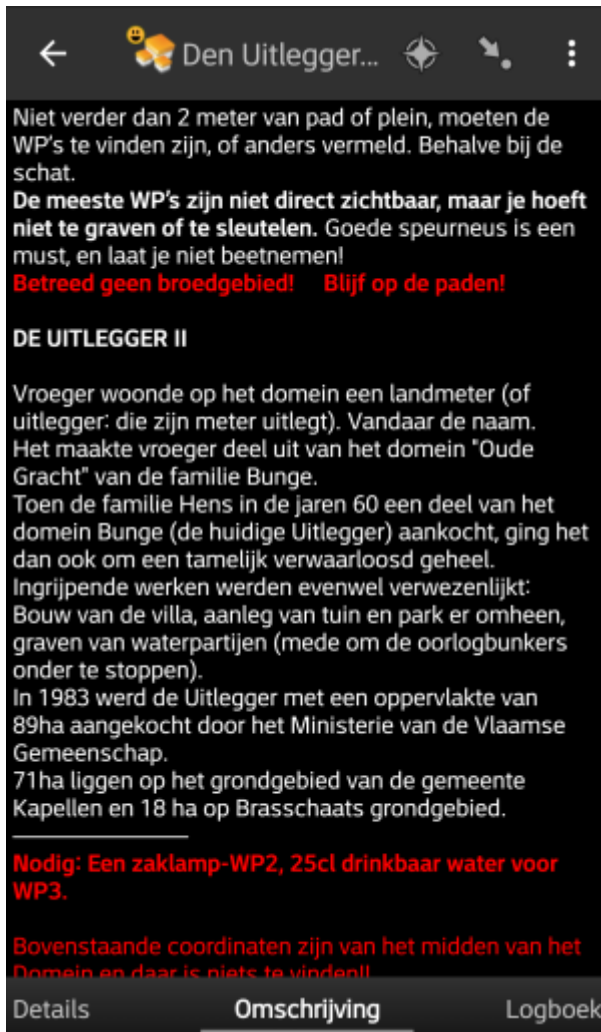 Den Uitlegger...
Niet verder dan 2 meter van pad of plein, moeten de
WP's te vinden zijn, of anders vermeld. Behalve bij de
schat.
De meeste WP's zijn niet direct zichtbaar, maar je hoeft
niet te graven of te sleutelen. Goede speurneus is een
must, en laat je niet beetnemen!
Betreed geen broedgebied! Blijf op de paden!
DE UITLEGGER II
Vroeger woonde op het domein een landmeter (of
uitlegger: die zijn meter uitlegt). Vandaar de naam.
Het maakte vroeger deel uit van het domein "Oude
Gracht" van de familie Bunge.
Toen de familie Hens in de jaren 60 een deel van het
domein Bunge (de huidige Uitlegger) aankocht, ging het
dan ook om een tamelijk verwaarloosd geheel.
Ingrijpende werken werden evenwel verwezenlijkt:
Bouw van de villa, aanleg van tuin en park er omheen,
graven van waterpartijen (mede om de oorlogbunkers
onder te stoppen).
In 1983 werd de Uitlegger met een oppervlakte van
89ha aangekocht door het Ministerie van de Vlaamse
Gemeenschap.
71ha liggen op het grondgebied van de gemeente
Kapellen en 18 ha op Brasschaats grondgebied.
Nodig: Een zaklamp-WP2, 25cl drinkbaar water voor
WP3.
Bovenstaande coordinaten zijn van het midden van het
Domein en daar is niets te vinden!!
Details Omschrijving Logboek